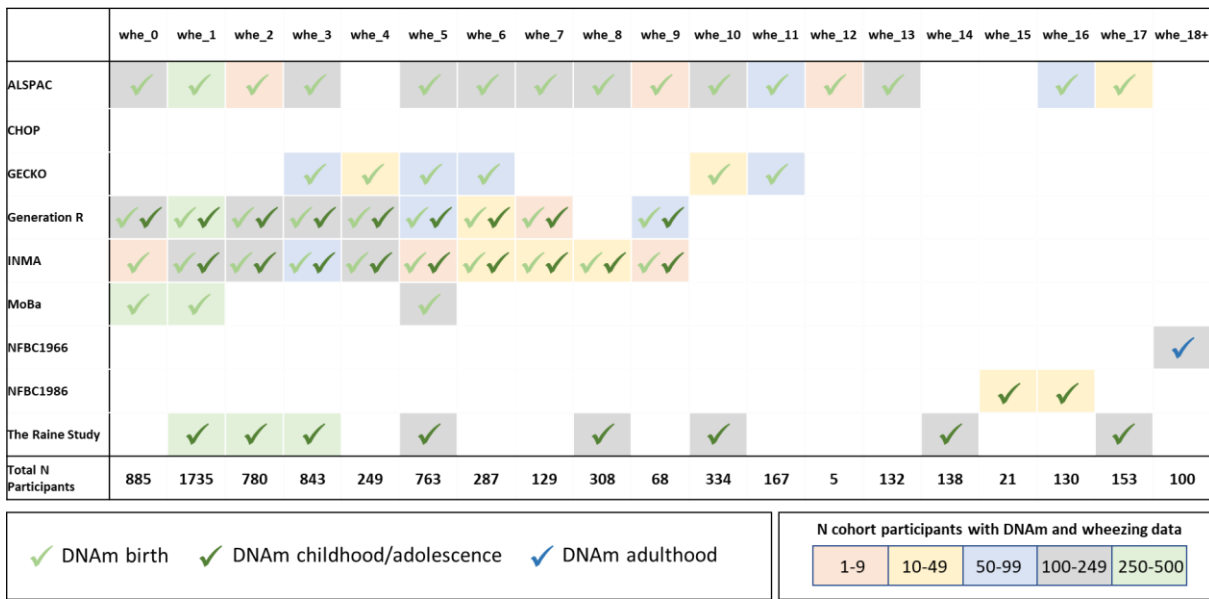 whe_0 whe_1 whe_2 whe_3 whe_4 whe_5 whe_6 whe_7 whe_8 whe_9 whe_10 whe_11 whe_12 whe_13 whe_14 whe_15 whe_16 whe_17 whe_18+
ALSPAC
CHOP
GECKO
Generation R
INMA
MoBa
NFBC1966
NFBC1986
The Raine Study
Total N
Participants
885 1735 780 843 249 763 287 129 308 68 334 167 5 132 138 21 130 153 100
DNAm birth DNAm childhood/adolescence DNAm adulthood
N cohort participants with DNAm and wheezing data
1-9 10-49 50-99 100-249 250-500